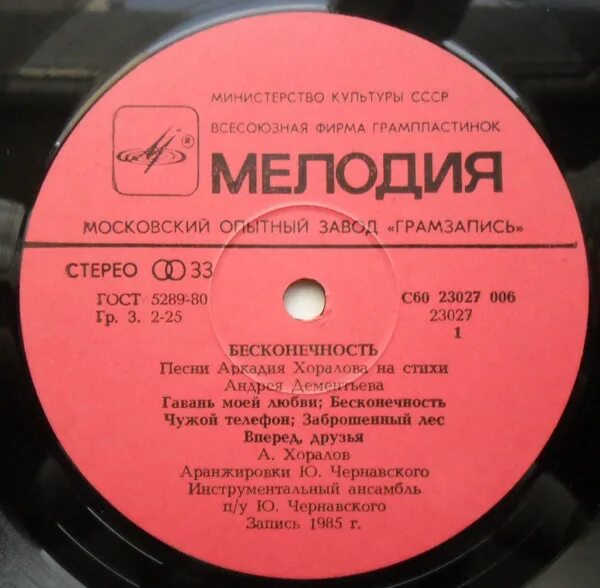 МИНИСТЕРСТВО КУЛЬТУРЫ СССР
ВСЕСОЮЗНАЯ ФИРМА ГРАМПЛАСТИНОК
®
МЕЛОДИЯ
МОСКОВСКИЙ ОПЫТНЫЙ ЗАВОД «ГРАМЗАПИСЬ»
СТЕРЕО 33
ГОСТ 5289-80 С60 23027 006
Гр. 3. 2-25 23027
1
БЕСКОНЕЧНОСТЬ
Песни Аркадия Хоралова на стихи
Андрея Дементьева
Гавань моей любви; Бесконечность
Чужой телефон; Заброшенный лес
Вперед, друзья
А. Хоралов
Аранжировки Ю. Чернавского
Инструментальный ансамбль
п/у Ю. Чернавского
Запись 1985 г.